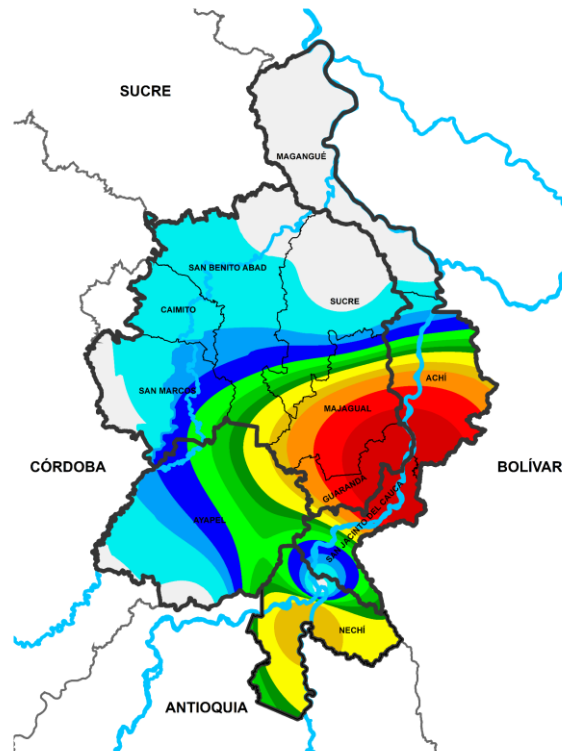 SUCRE
MAGANGUÉ
SAN BENITO ABAD
SUCRE
CAIMITO
SAN MARCOS
ACHÍ
MAJAGUAL
CÓRDOBA
BOLÍVAR
GUARANDA
SAN JACINTO DEL CAUCA
AYAPEL
NECHÍ
ANTIOQUIA